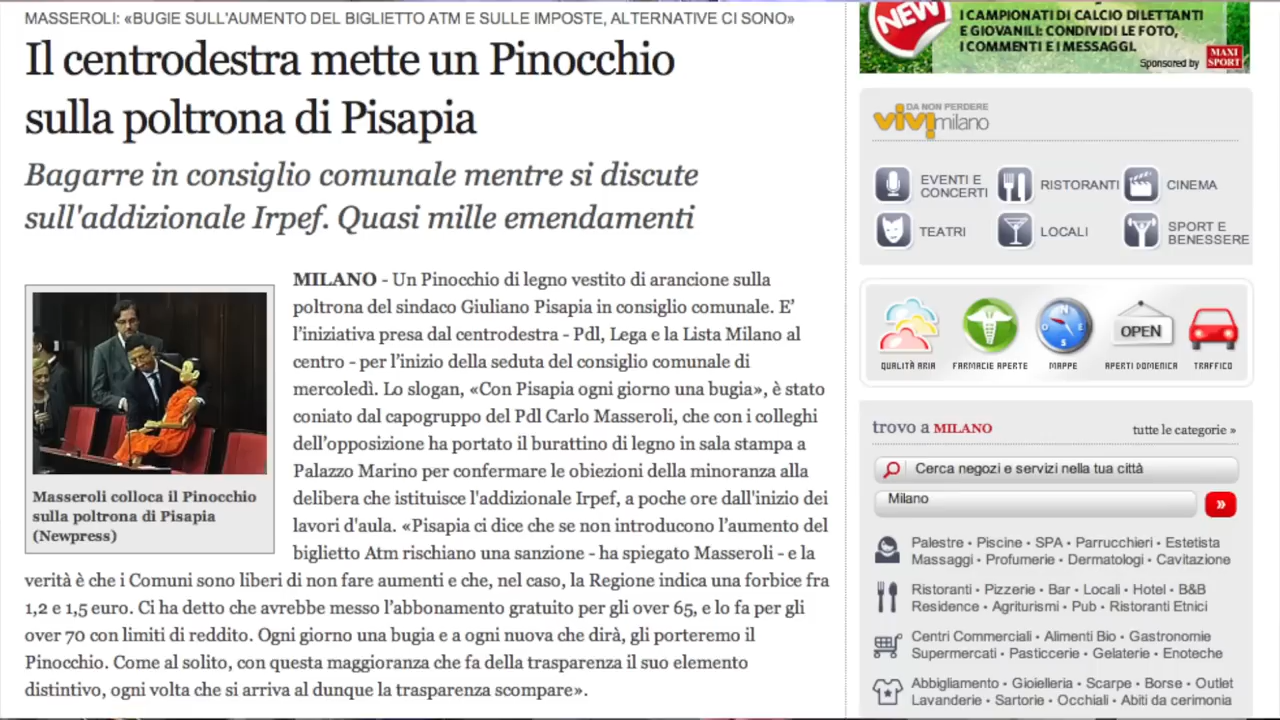 MASSEROLI: «BUGIE SULL'AUMENTO DEL BIGLIETTO ATM E SULLE IMPOSTE, ALTERNATIVE CI SONO»
Il centrodestra mette un Pinocchio
sulla poltrona di Pisapia
Bagarre in consiglio comunale mentre si discute
sull'addizionale Irpef. Quasi mille emendamenti
Masseroli colloca il Pinocchio
sulla poltrona di Pisapia
(Newpress)
MILANO - Un Pinocchio di legno vestito di arancione sulla
poltrona del sindaco Giuliano Pisapia in consiglio comunale. E'
l'iniziativa presa dal centrodestra - Pdl, Lega e la Lista Milano al
centro - per l'inizio della seduta del consiglio comunale di
mercoledì. Lo slogan, «Con Pisapia ogni giorno una bugia», è stato
coniato dal capogruppo del Pdl Carlo Masseroli, che con i colleghi
dell'opposizione ha portato il burattino di legno in sala stampa a
Palazzo Marino per confermare le obiezioni della minoranza alla
delibera che istituisce l'addizionale Irpef, a poche ore dall'inizio dei
lavori d'aula. «Pisapia ci dice che se non introducono l'aumento del
biglietto Atm rischiano una sanzione - ha spiegato Masseroli - e la
verità è che i Comuni sono liberi di non fare aumenti e che, nel caso, la Regione indica una forbice fra
1,2 e 1,5 euro. Ci ha detto che avrebbe messo l'abbonamento gratuito per gli over 65, e lo fa per gli
over 70 con limiti di reddito. Ogni giorno una bugia e a ogni nuova che dirà, gli porteremo il
Pinocchio. Come al solito, con questa maggioranza che fa della trasparenza il suo elemento
distintivo, ogni volta che si arriva al dunque la trasparenza scompare».
NEW
I CAMPIONATI DI CALCIO DILETTANTI
E GIOVANILI: CONDIVIDI LE FOTO,
I COMMENTI E I MESSAGGI.
Sponsored by MAXI SPORT
DA NON PERDERE
vivimilano
EVENTI E CONCERTI
RISTORANTI
CINEMA
TEATRI
LOCALI
SPORT E BENESSERE
N
O
E
S
OPEN
QUALITÀ ARIA FARMACIE APERTE MAPPE APERTI DOMENICA TRAFFICO
trovo a MILANO tutte le categorie »
Cerca negozi e servizi nella tua città
Milano »
Palestre • Piscine • SPA • Parrucchieri • Estetista
Massaggi • Profumerie • Dermatologi • Cavitazione
Ristoranti • Pizzerie • Bar • Locali • Hotel • B&B
Residence • Agriturismi • Pub • Ristoranti Etnici
Centri Commerciali • Alimenti Bio • Gastronomie
Supermercati • Pasticcerie • Gelaterie • Enoteche
Abbigliamento • Gioielleria • Scarpe • Borse • Outlet
Lavanderie • Sartorie • Occhiali • Abiti da cerimonia